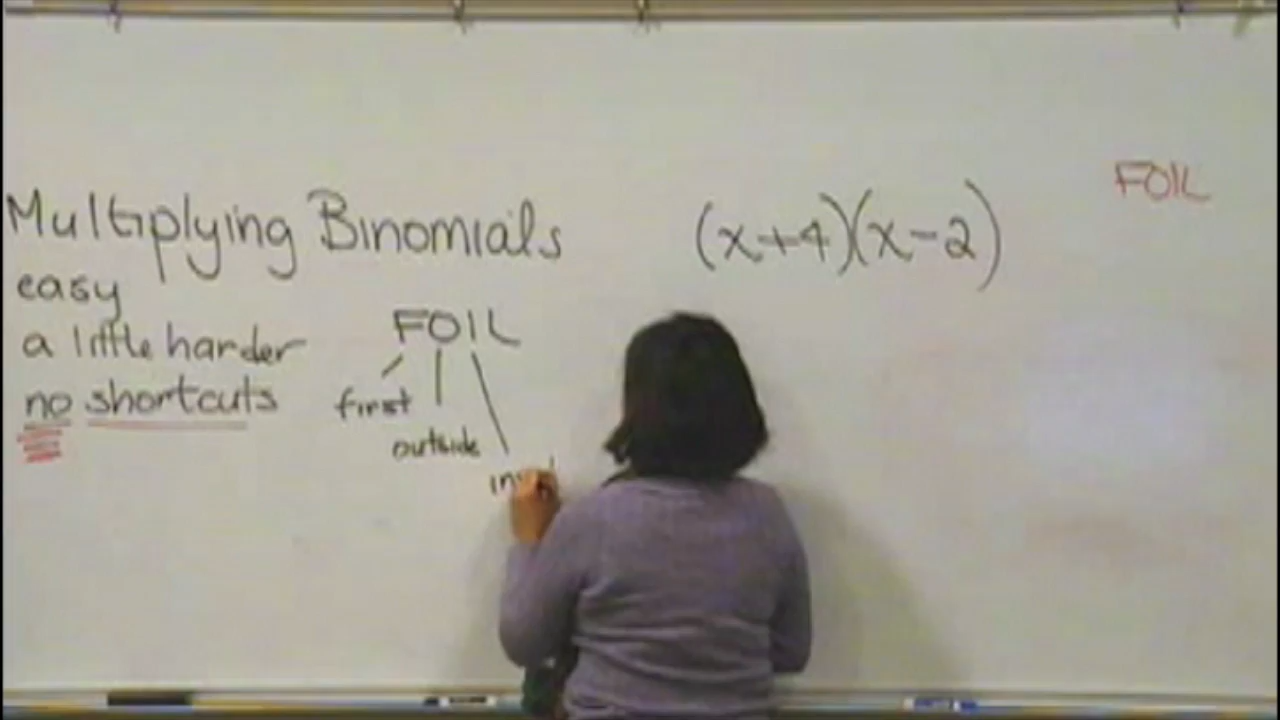 Multiplying Binomials
easy
a little harder
no shortcuts
FOIL
first
outside
(x+4)(x-2)
FOIL